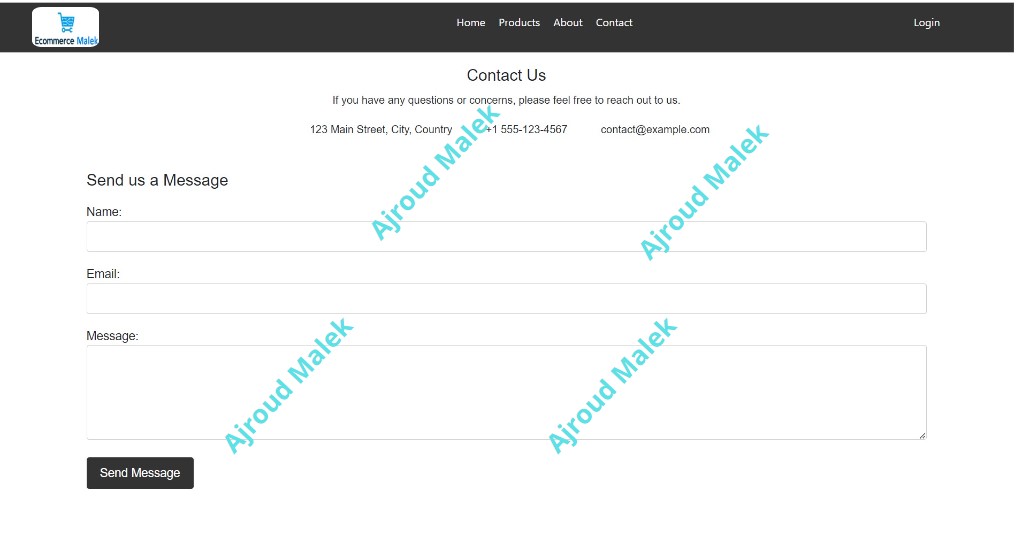 Ecommerce Malek
Home Products About Contact Login
Contact Us
If you have any questions or concerns, please feel free to reach out to us.
123 Main Street, City, Country +1 555-123-4567 contact@example.com
Send us a Message
Name:
Email:
Message:
Send Message
Ajroud Malek
Ajroud Malek
Ajroud Malek
Ajroud Malek